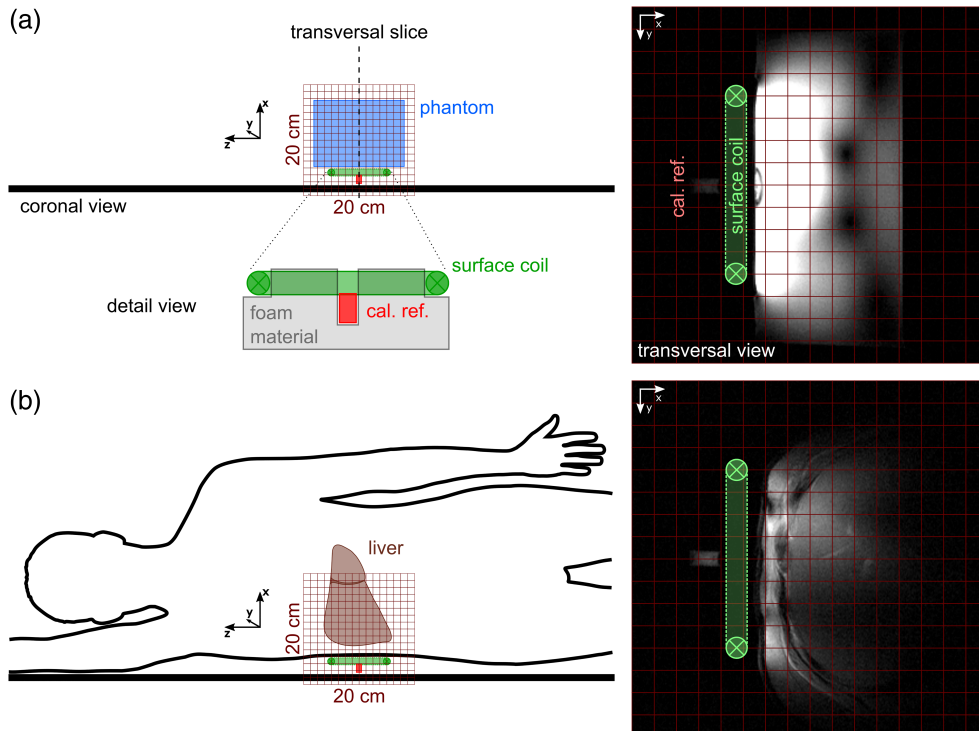 (a)
transversal slice
phantom
x
y
z
20 cm
20 cm
coronal view
surface coil
detail view
foam
material
cal. ref.
x
y
cal. ref.
surface coil
transversal view
(b)
liver
x
y
z
20 cm
20 cm
x
y